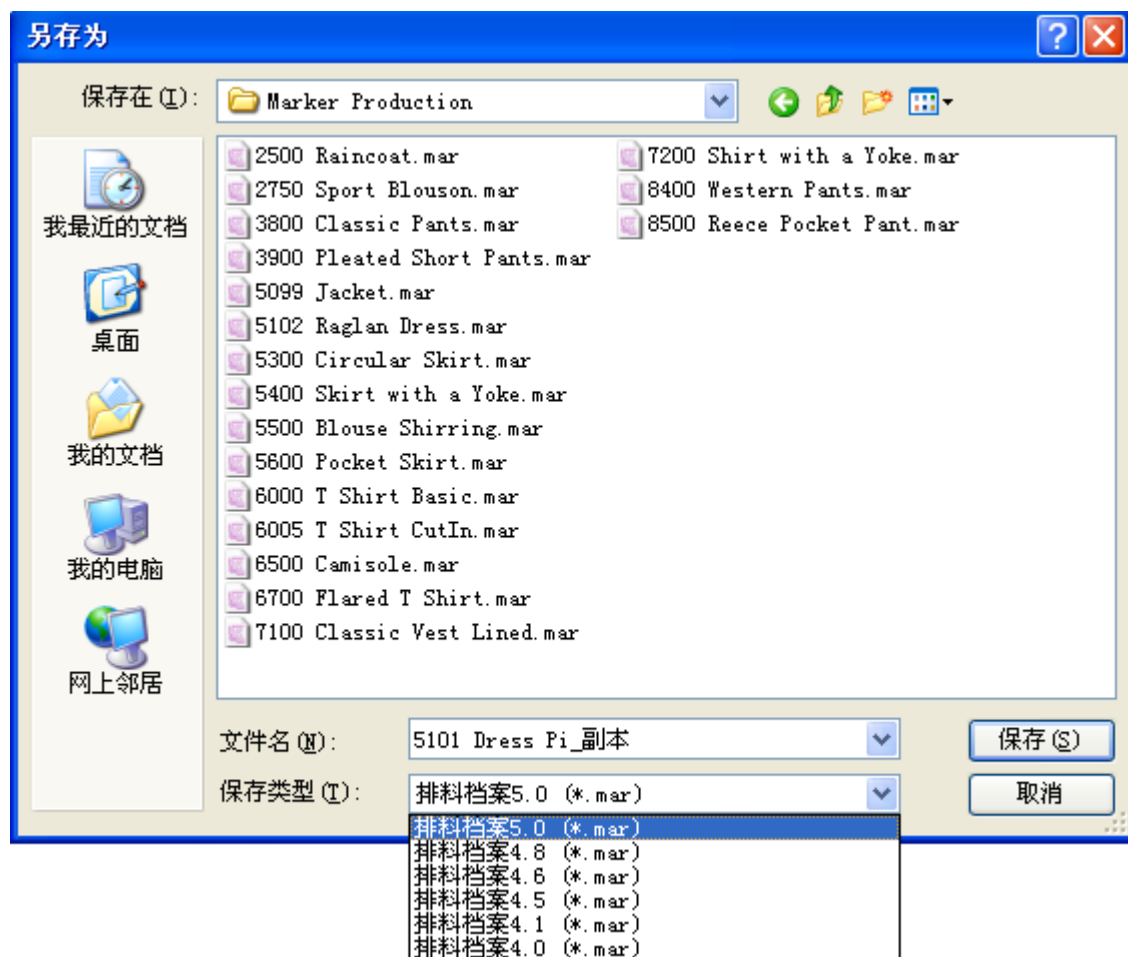 另存为
保存在(I):
Marker Production
我最近的文档
桌面
我的文档
我的电脑
网上邻居
2500 Raincoat.mar
2750 Sport Blouson.mar
3800 Classic Pants.mar
3900 Pleated Short Pants.mar
5099 Jacket.mar
5102 Raglan Dress.mar
5300 Circular Skirt.mar
5400 Skirt with a Yoke.mar
5500 Blouse Shirring.mar
5600 Pocket Skirt.mar
6000 T Shirt Basic.mar
6005 T Shirt CutIn.mar
6500 Camisole.mar
6700 Flared T Shirt.mar
7100 Classic Vest Lined.mar
7200 Shirt with a Yoke.mar
8400 Western Pants.mar
8500 Reece Pocket Pant.mar
文件名(N):
5101 Dress Pi_副本
保存(S)
保存类型(T):
排料档案5.0 (*.mar)
取消
排料档案5.0 (*.mar)
排料档案4.8 (*.mar)
排料档案4.6 (*.mar)
排料档案4.5 (*.mar)
排料档案4.1 (*.mar)
排料档案4.0 (*.mar)